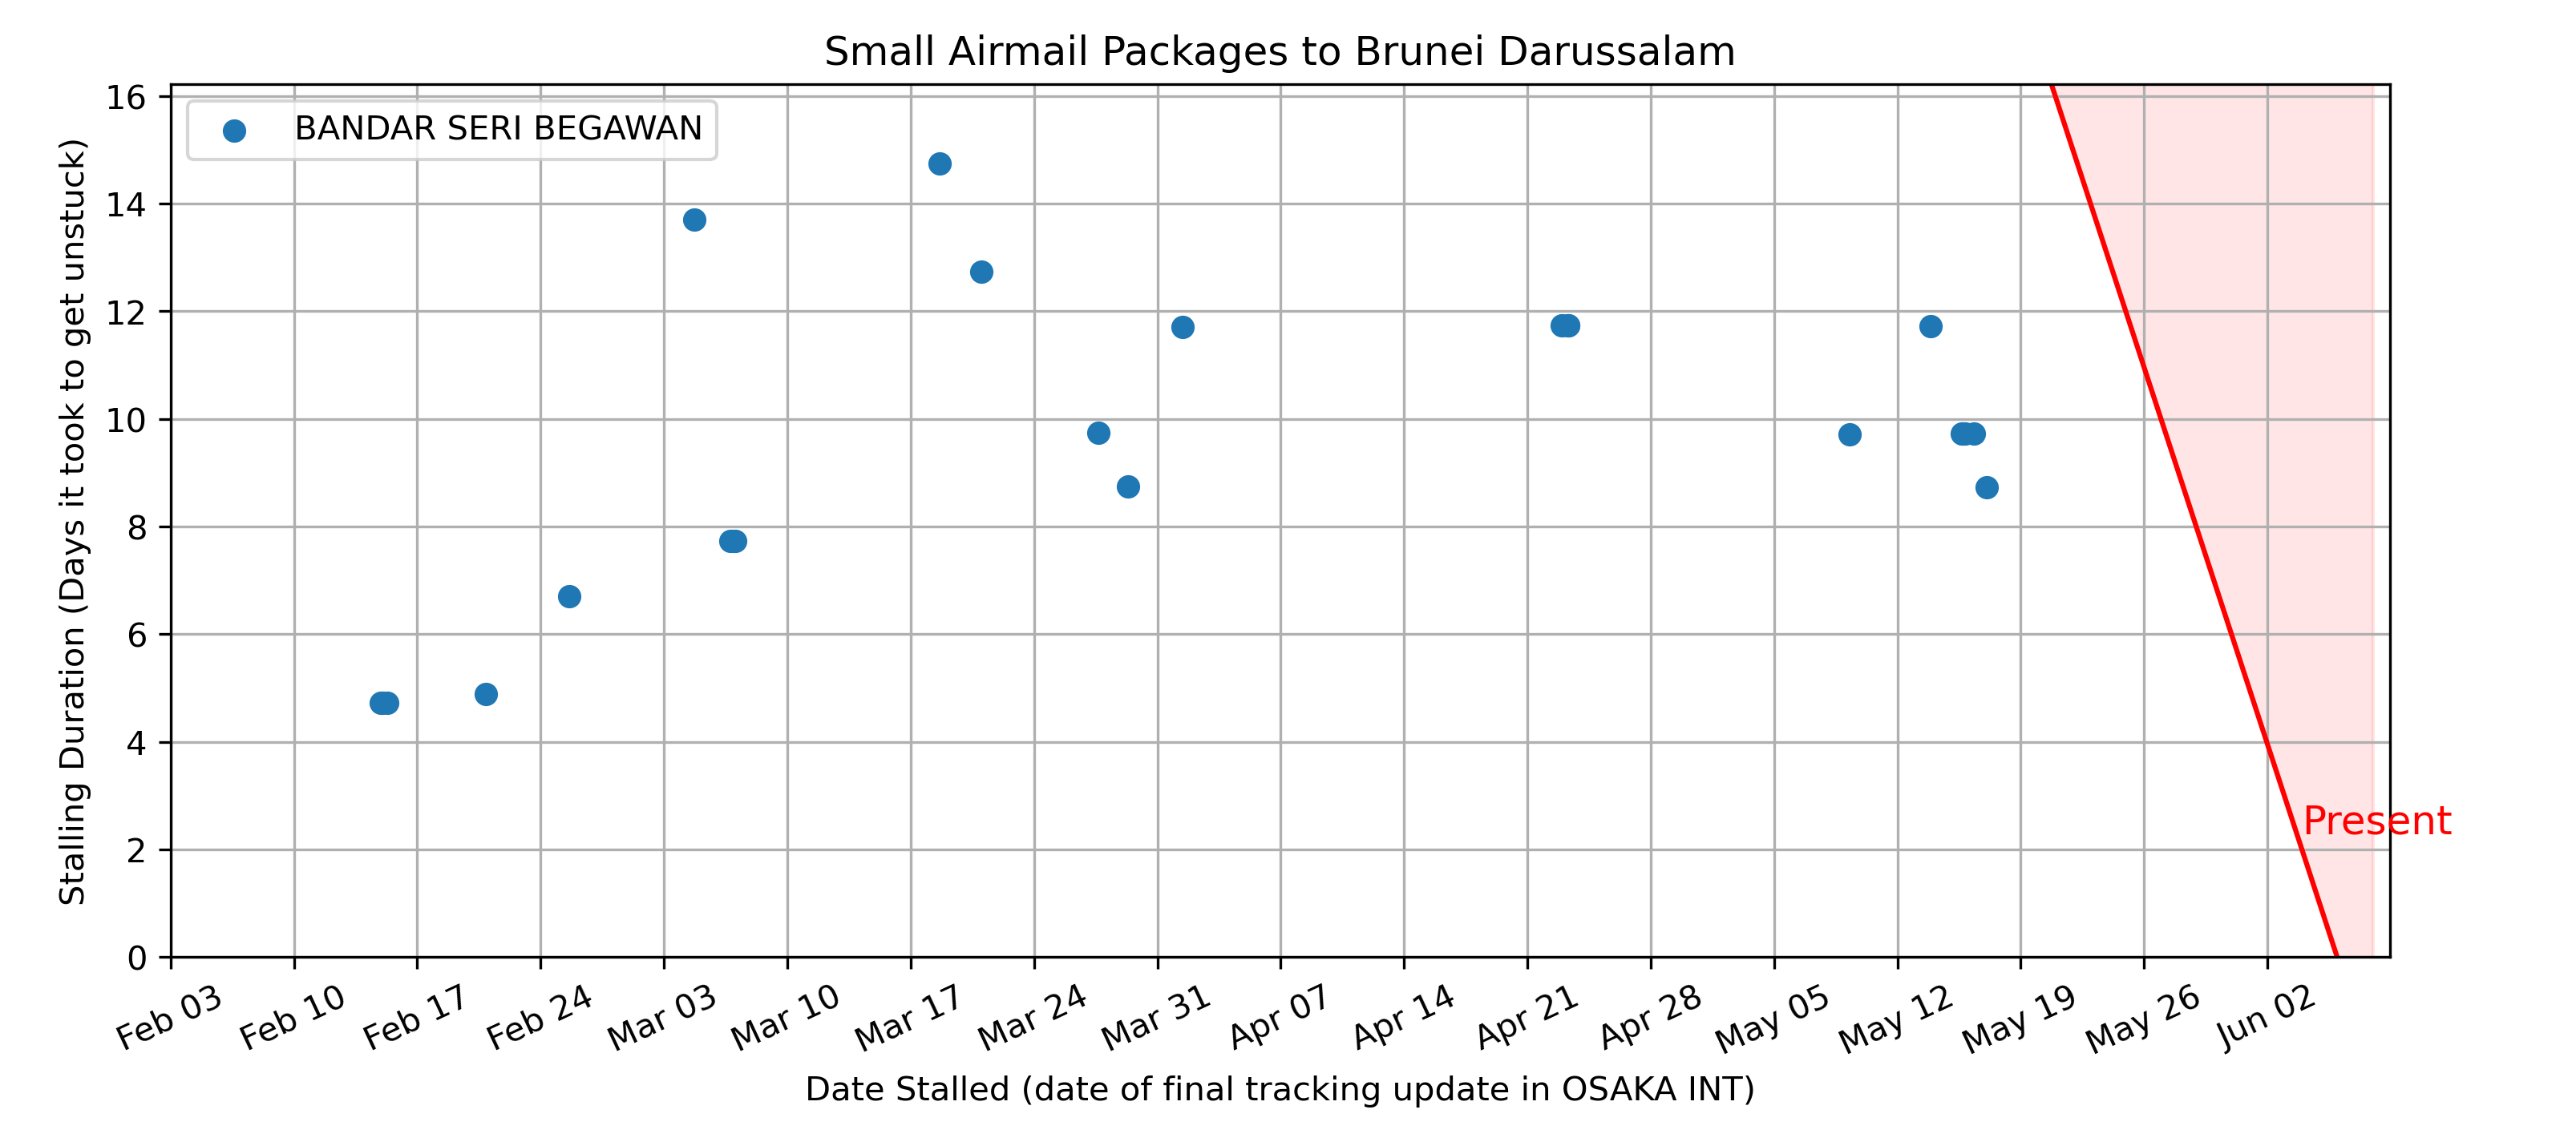 Small Airmail Packages to Brunei Darussalam
BANDAR SERI BEGAWAN
Stalling Duration (Days it took to get unstuck)
16
14
12
10
8
6
4
2
0
Present
Feb 03
Feb 10
Feb 17
Feb 24
Mar 03
Mar 10
Mar 17
Mar 24
Mar 31
Apr 07
Apr 14
Apr 21
Apr 28
May 05
May 12
May 19
May 26
Jun 02
Date Stalled (date of final tracking update in OSAKA INT)